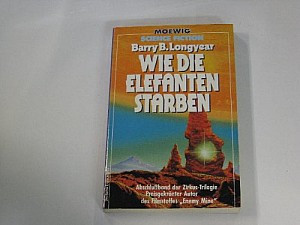 MOEWIG
SCIENCE FICTION
Barry B. Longyear
WIE DIE
ELEFANTEN
STARBEN
Abschlußband der Zirkus-Trilogie
Preisgekrönter Autor
des Filmstoffes „Enemy Mine"